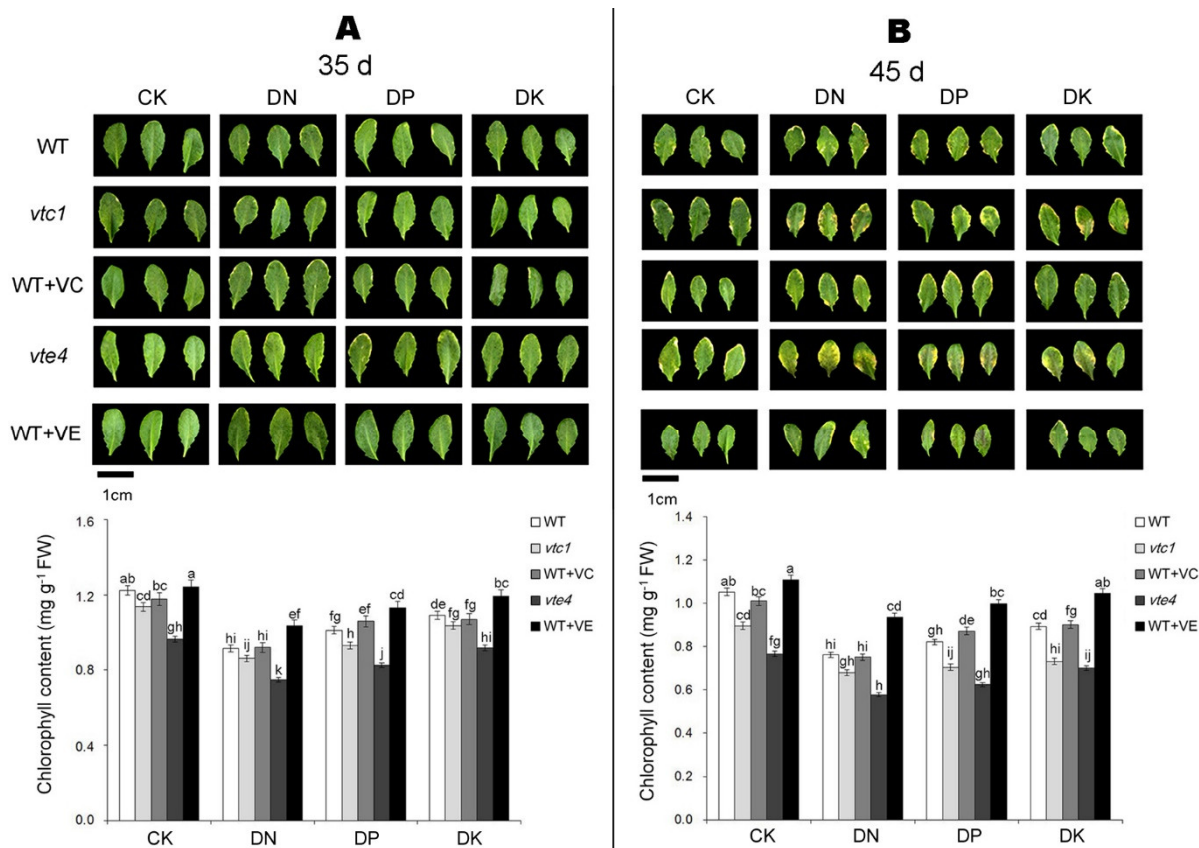 A
35 d
CK DN DP DK
WT
vtc1
WT+VC
vte4
WT+VE
1cm
Chlorophyll content (mg g⁻¹ FW)
1.6
1.2
0.8
0.4
0.0
WT
vtc1
WT+VC
vte4
WT+VE
ab cd bc gh a
hi ij hi k ef
fg h ef j cd
de fg fg hi bc
CK DN DP DK
B
45 d
CK DN DP DK
1cm
Chlorophyll content (mg g⁻¹ FW)
1.4
1.2
1.0
0.8
0.6
0.4
0.2
0.0
WT
vtc1
WT+VC
vte4
WT+VE
ab cd bc fg a
hi gh hi h cd
gh ij de gh bc
cd hi fg ij ab
CK DN DP DK